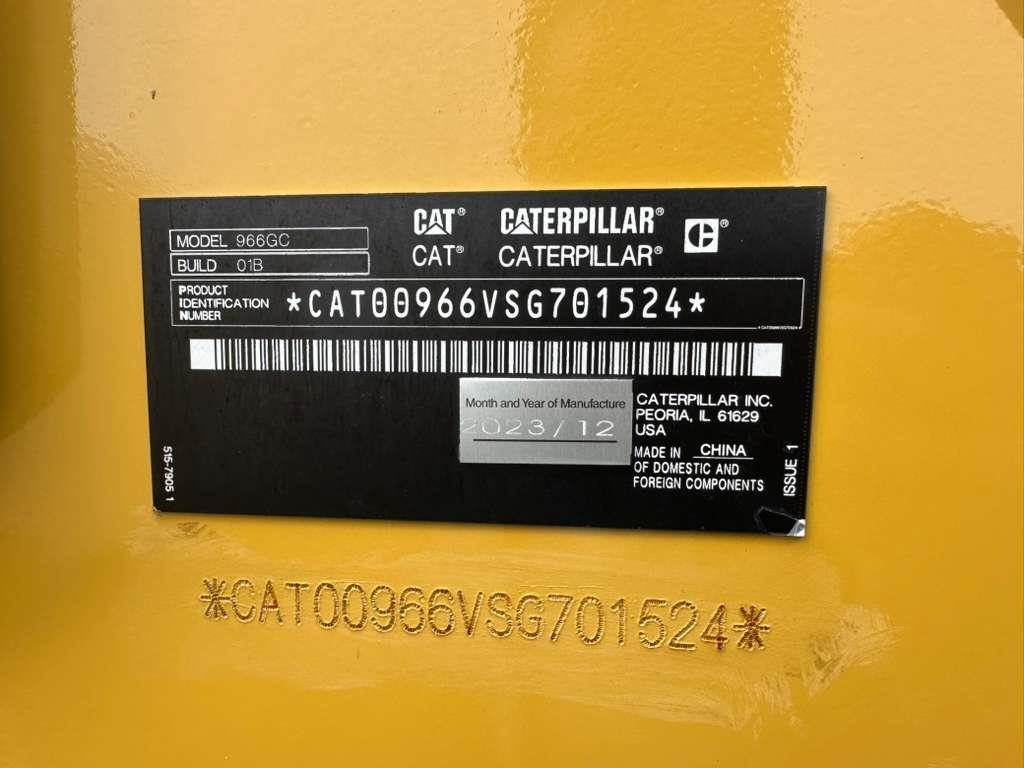 MODEL 966GC
BUILD 01B
CAT® CATERPILLAR® ®
CAT® CATERPILLAR®
PRODUCT
IDENTIFICATION
NUMBER
*CAT00966VSG701524*
*CAT00966VSG701524
Month and Year of Manufacture
2023/12
CATERPILLAR INC.
PEORIA, IL 61629
USA
MADE IN CHINA
OF DOMESTIC AND
FOREIGN COMPONENTS
515-7905 1
ISSUE 1
*CAT00966VSG701524*